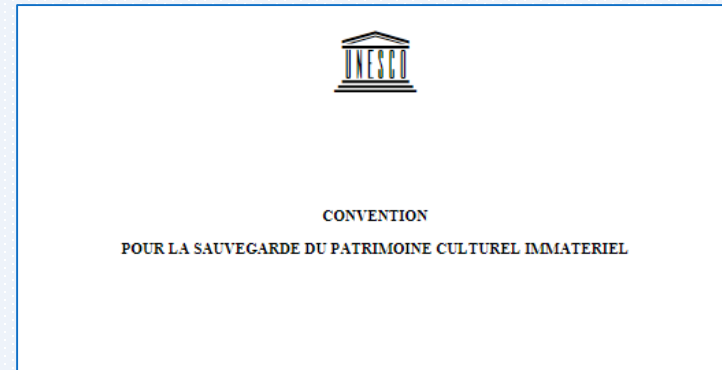 UNESCO
CONVENTION
POUR LA SAUVEGARDE DU PATRIMOINE CULTUREL IMMATERIEL